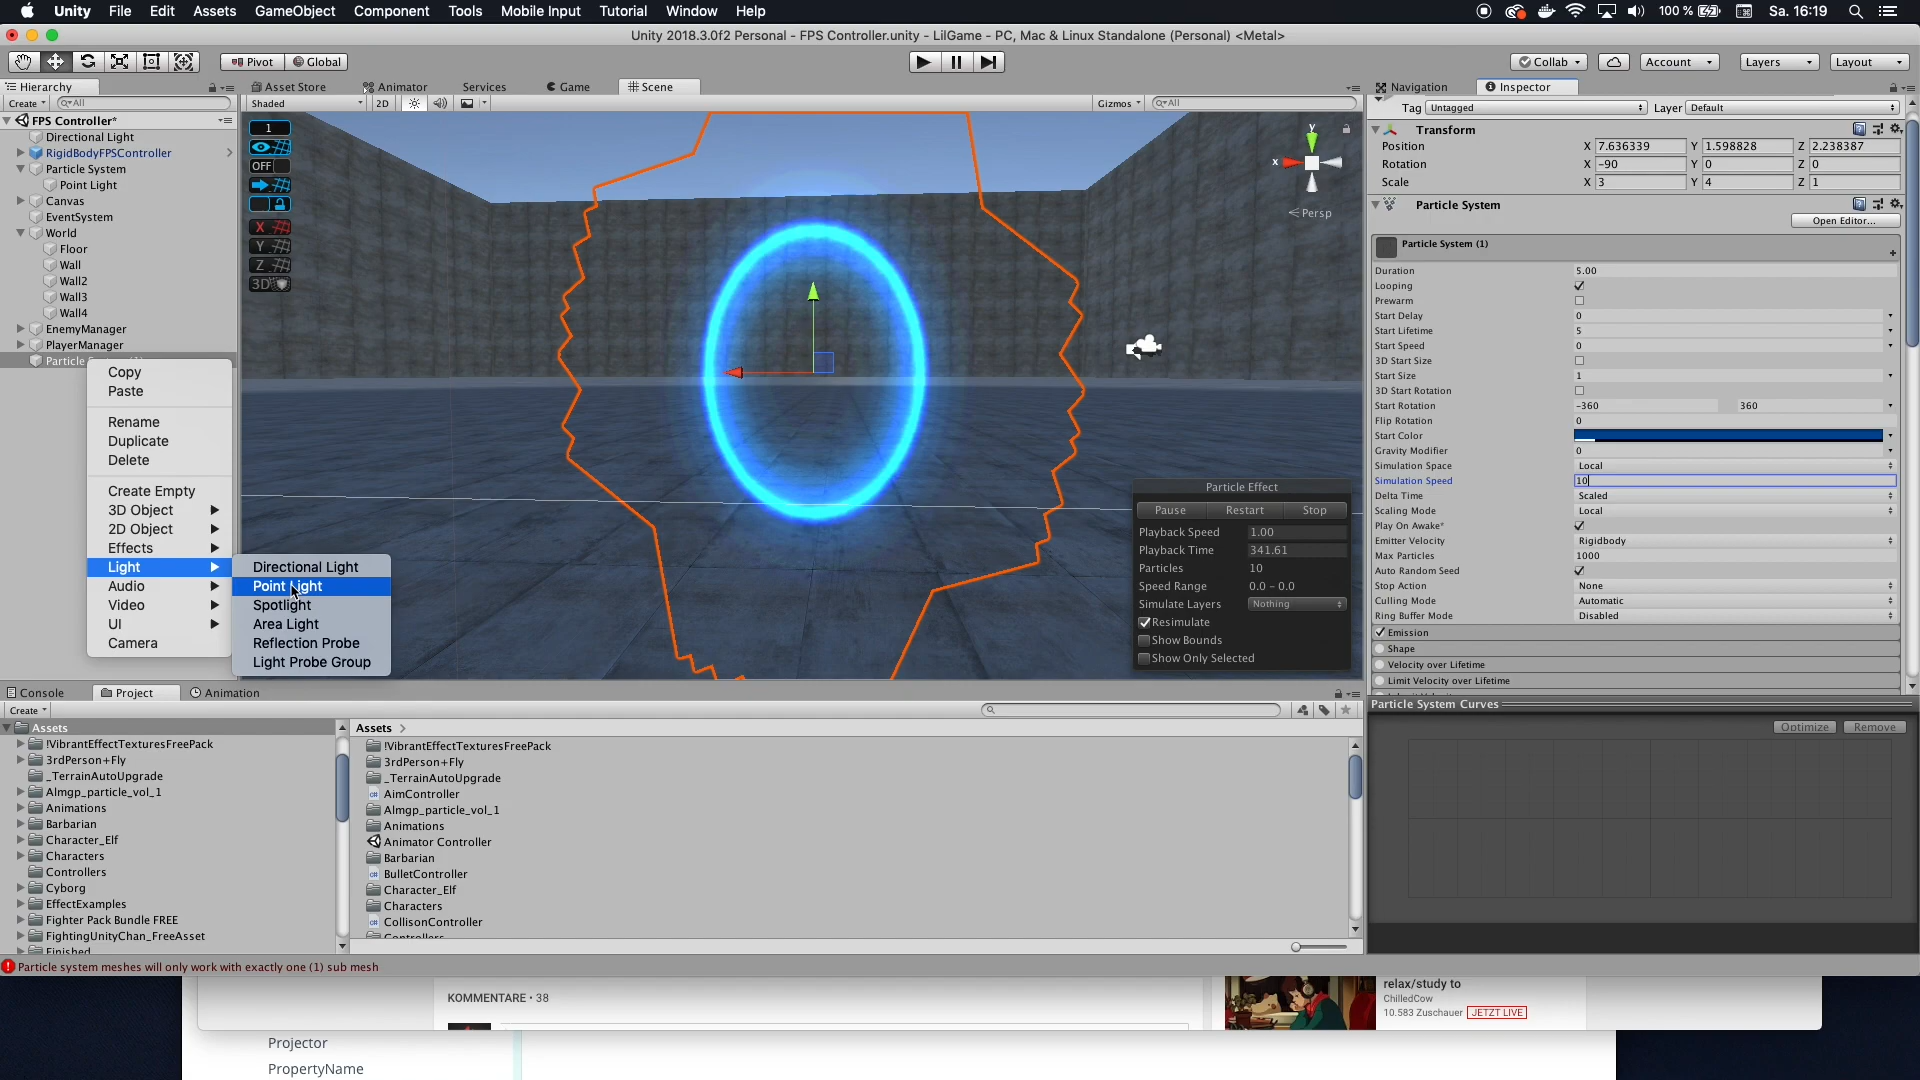 Unity File Edit Assets GameObject Component Tools Mobile Input Tutorial Window Help 100 % Sa. 16:19
Unity 2018.3.0f2 Personal - FPS Controller.unity - LilGame - PC, Mac & Linux Standalone (Personal) <Metal>
Pivot Global Collab Account Layers Layout
Hierarchy
Create All
FPS Controller*
Directional Light
RigidBodyFPSController
Particle System
Point Light
Canvas
EventSystem
World
Floor
Wall
Wall2
Wall3
Wall4
EnemyManager
PlayerManager
Copy
Paste
Rename
Duplicate
Delete
Create Empty
3D Object
2D Object
Effects
Light
Audio
Video
UI
Camera
Directional Light
Point Light
Spotlight
Area Light
Reflection Probe
Light Probe Group
Asset Store Animator Services Game Scene
Shaded 2D Gizmos All
1
OFF
X
Y
Z
3D
y
x
Persp
Particle Effect
Pause Restart Stop
Playback Speed 1.00
Playback Time 341.61
Particles 10
Speed Range 0.0 - 0.0
Simulate Layers Nothing
Resimulate
Show Bounds
Show Only Selected
Navigation Inspector
Tag Untagged Layer Default
Transform
Position X 7.636339 Y 1.598828 Z 2.238387
Rotation X -90 Y 0 Z 0
Scale X 3 Y 4 Z 1
Particle System
Open Editor...
Particle System (1)
Duration 5.00
Looping
Prewarm
Start Delay 0
Start Lifetime 5
Start Speed 0
3D Start Size
Start Size 1
3D Start Rotation
Start Rotation -360 360
Flip Rotation 0
Start Color
Gravity Modifier 0
Simulation Space Local
Simulation Speed 10
Delta Time Scaled
Scaling Mode Local
Play On Awake*
Emitter Velocity Rigidbody
Max Particles 1000
Auto Random Seed
Stop Action None
Culling Mode Automatic
Ring Buffer Mode Disabled
Emission
Shape
Velocity over Lifetime
Limit Velocity over Lifetime
Particle System Curves
Optimize Remove
Console Project Animation
Create
Assets
!VibrantEffectTexturesFreePack
3rdPerson+Fly
_TerrainAutoUpgrade
Almgp_particle_vol_1
Animations
Barbarian
Character_Elf
Characters
Controllers
Cyborg
EffectExamples
Fighter Pack Bundle FREE
FightingUnityChan_FreeAsset
Finished
Assets
!VibrantEffectTexturesFreePack
3rdPerson+Fly
_TerrainAutoUpgrade
AimController
Almgp_particle_vol_1
Animations
Animator Controller
Barbarian
BulletController
Character_Elf
Characters
CollisionController
Controllers
Particle system meshes will only work with exactly one (1) sub mesh
KOMMENTARE • 38
relax/study to
ChilledCow
10.583 Zuschauer JETZT LIVE
Projector
PropertyName